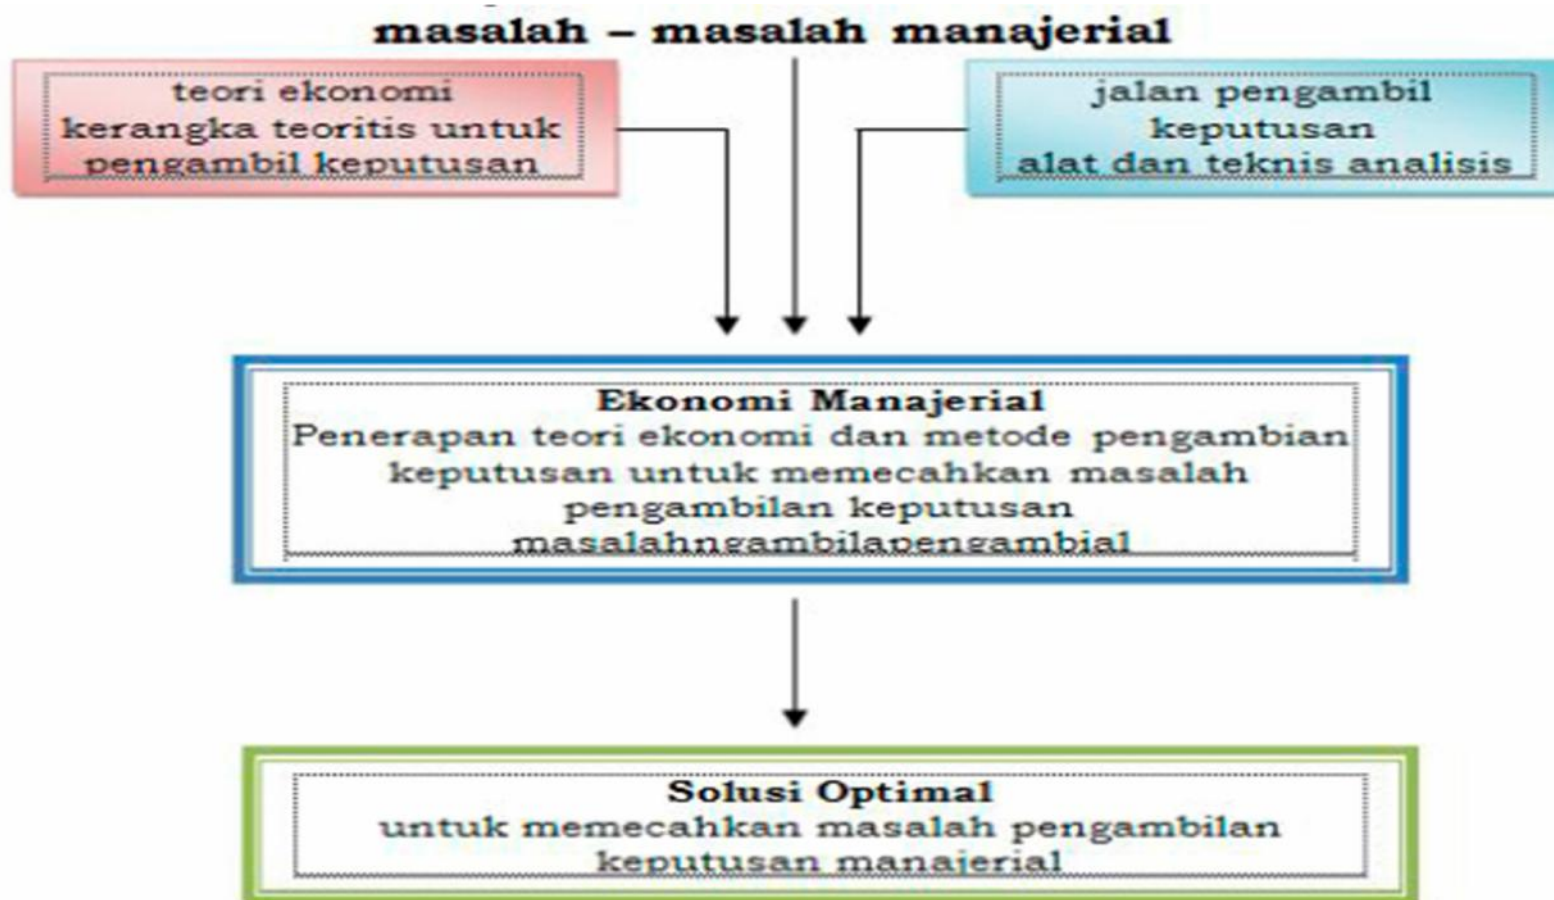 masalah – masalah manajerial
teori ekonomi
kerangka teoritis untuk
pengambil keputusan
jalan pengambil
keputusan
alat dan teknis analisis
Ekonomi Manajerial
Penerapan teori ekonomi dan metode pengambian
keputusan untuk memecahkan masalah
pengambilan keputusan
masalahngambilapengambial
Solusi Optimal
untuk memecahkan masalah pengambilan
keputusan manajerial